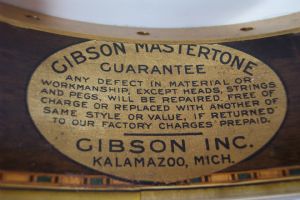 GIBSON MASTERTONE
GUARANTEE
ANY DEFECT IN MATERIAL OR
WORKMANSHIP, EXCEPT HEADS, STRINGS
AND PEGS, WILL BE REPAIRED FREE OF
CHARGE OR REPLACED WITH ANOTHER OF
SAME STYLE OR VALUE, IF RETURNED
TO OUR FACTORY CHARGES PREPAID.
GIBSON INC.
KALAMAZOO, MICH.